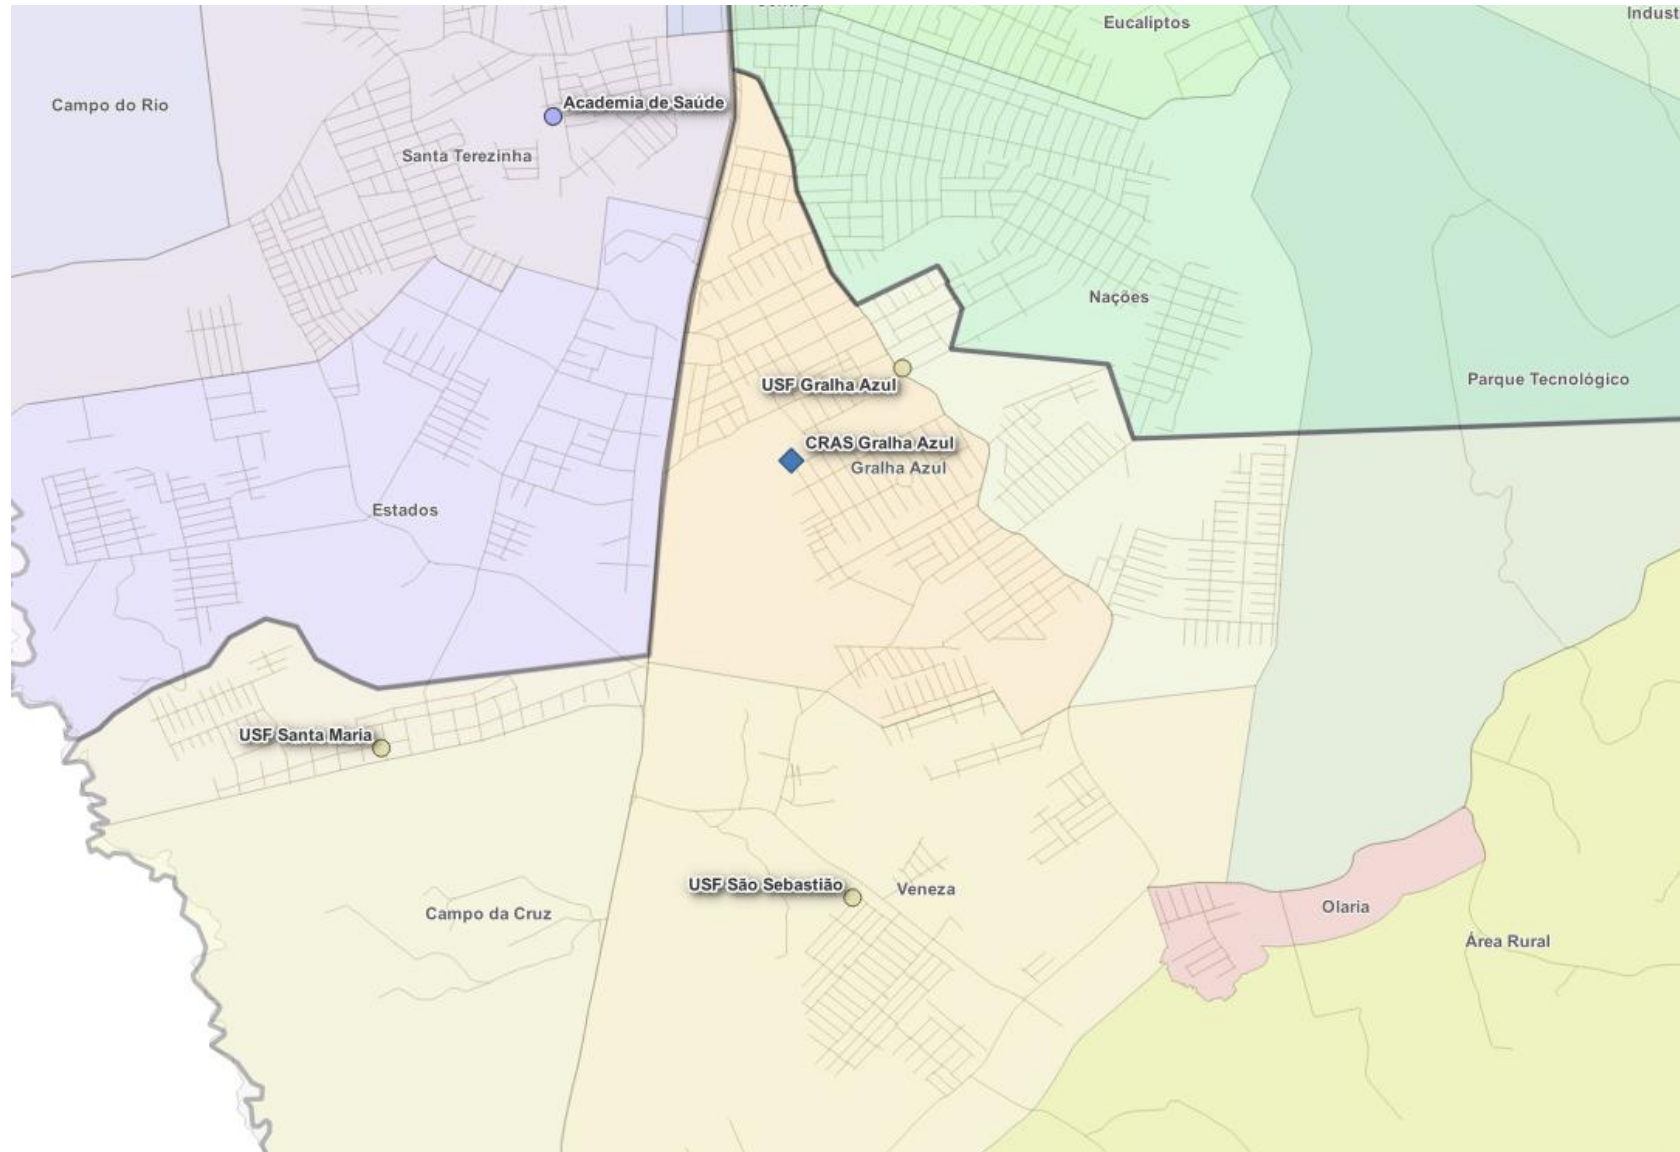 Indust
Eucaliptos
Academia de Saúde
Campo do Rio
Santa Terezinha
Nações
Parque Tecnológico
USF Gralha Azul
CRAS Gralha Azul
Gralha Azul
Estados
USF Santa Maria
USF São Sebastião
Veneza
Olaria
Campo da Cruz
Área Rural